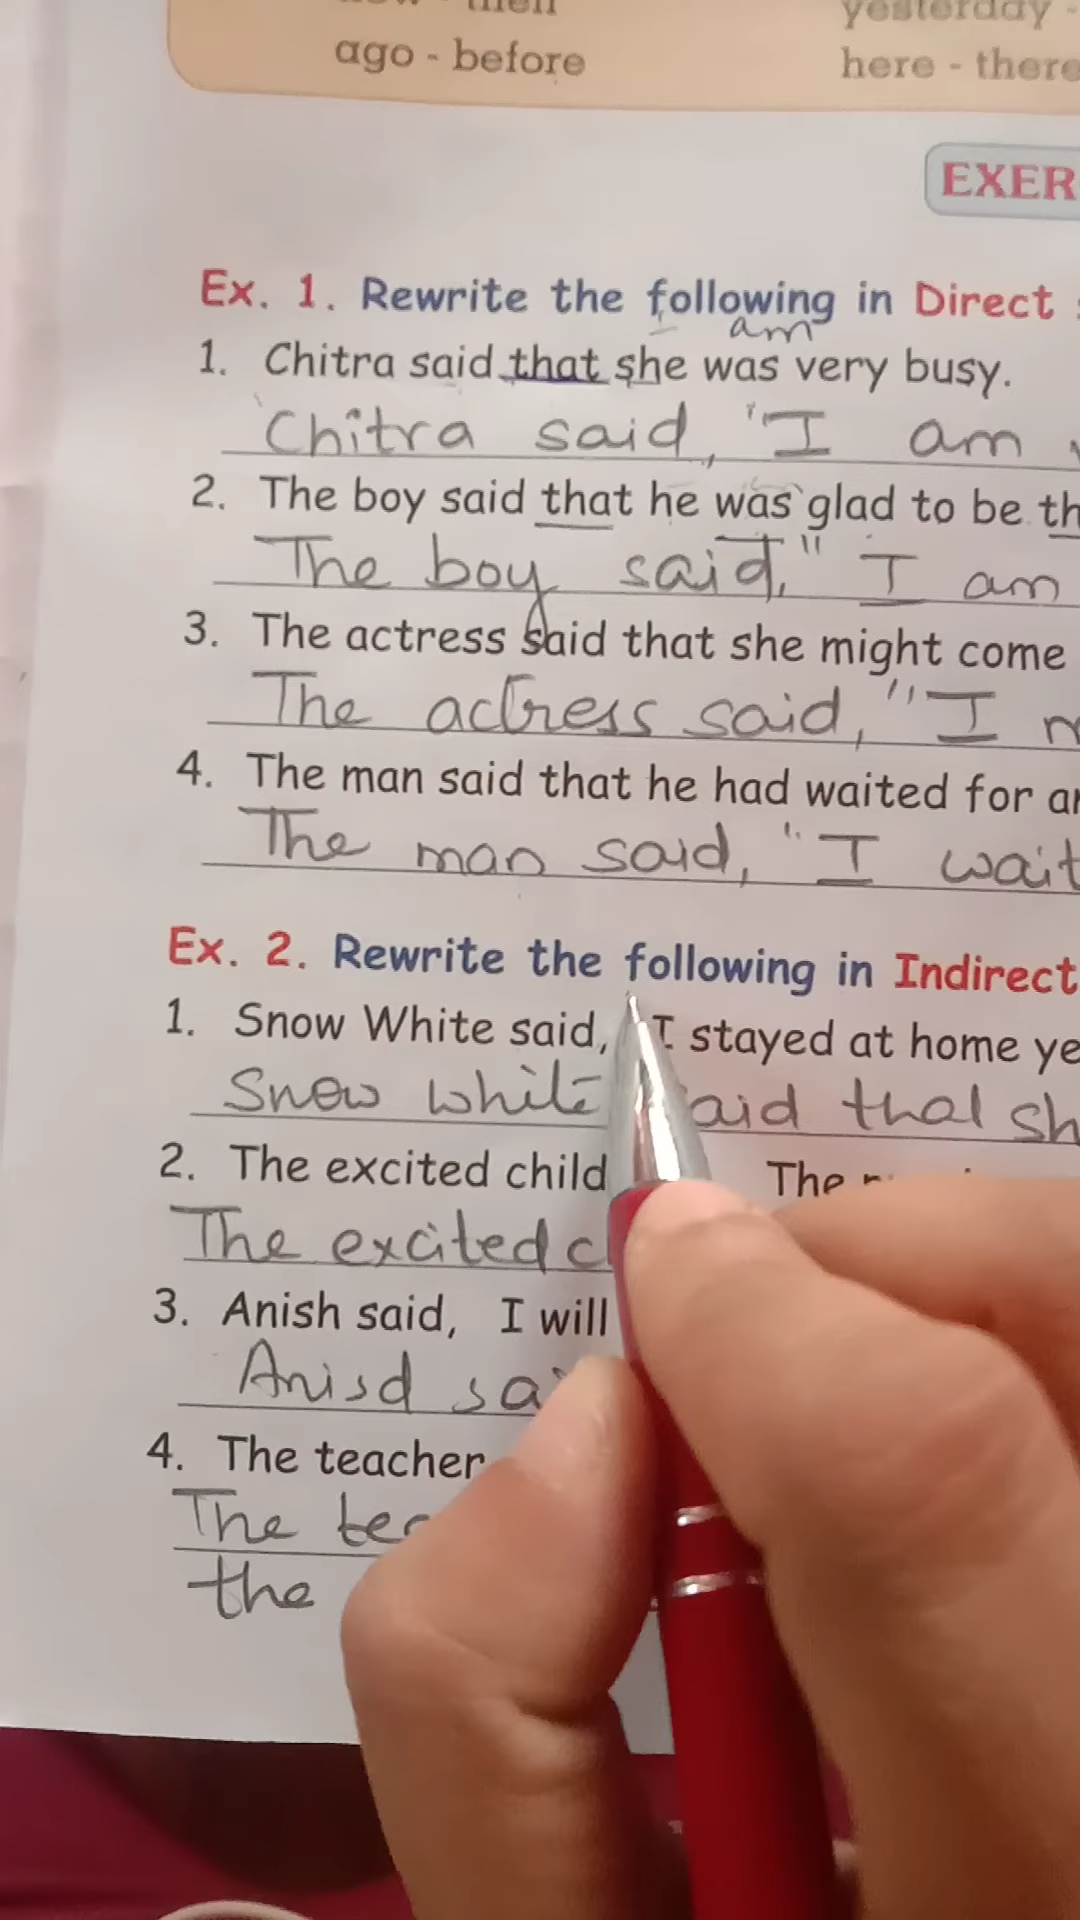 ago - before
yesterday -
here - there
EXER
Ex. 1. Rewrite the following in Direct
am
1. Chitra said that she was very busy.
Chitra said, "I am
2. The boy said that he was glad to be th
The boy said, " I am
3. The actress said that she might come
The actress said, "I m
4. The man said that he had waited for an
The man said, "I wait
Ex. 2. Rewrite the following in Indirect
1. Snow White said, I stayed at home ye
Snow white said that sh
2. The excited child The
The excited c
3. Anish said, I will
Anisd sa
4. The teacher
The tea
the